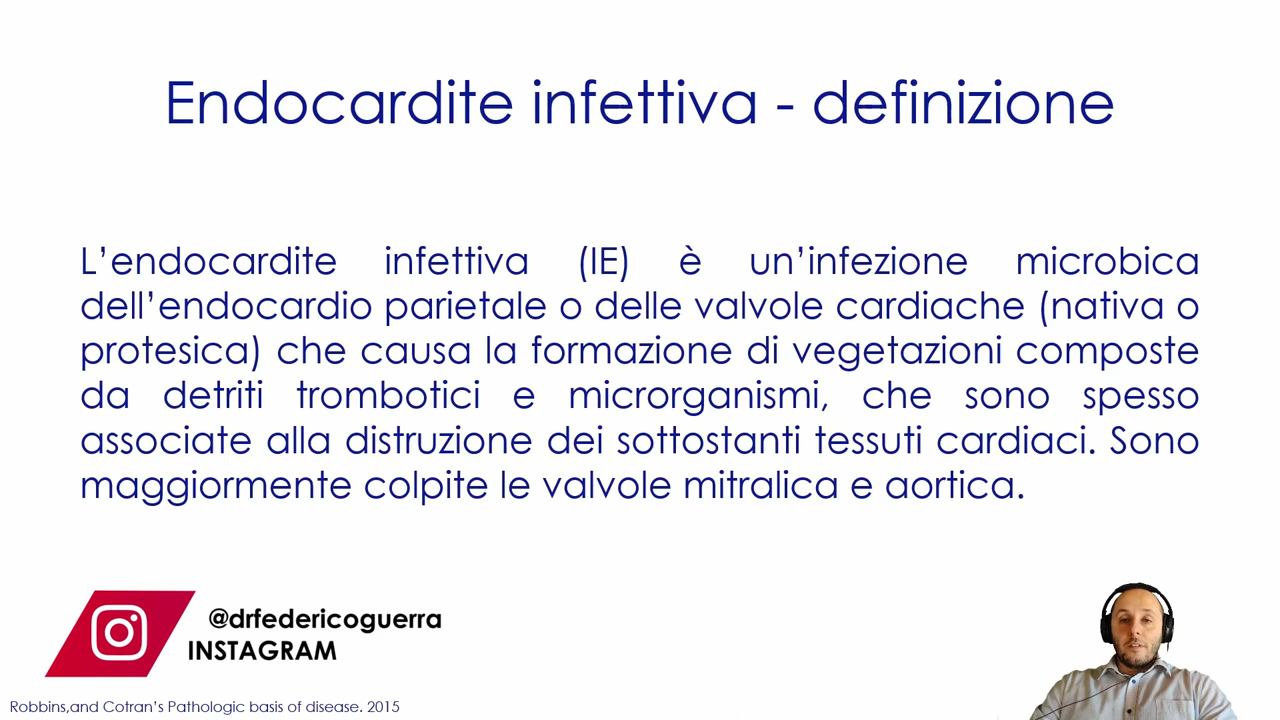 Endocardite infettiva - definizione
L’endocardite infettiva (IE) è un’infezione microbica
dell’endocardio parietale o delle valvole cardiache (nativa o
protesica) che causa la formazione di vegetazioni composte
da detriti trombotici e microrganismi, che sono spesso
associate alla distruzione dei sottostanti tessuti cardiaci. Sono
maggiormente colpite le valvole mitralica e aortica.
@drfedericoguerra
INSTAGRAM
Robbins,and Cotran’s Pathologic basis of disease. 2015